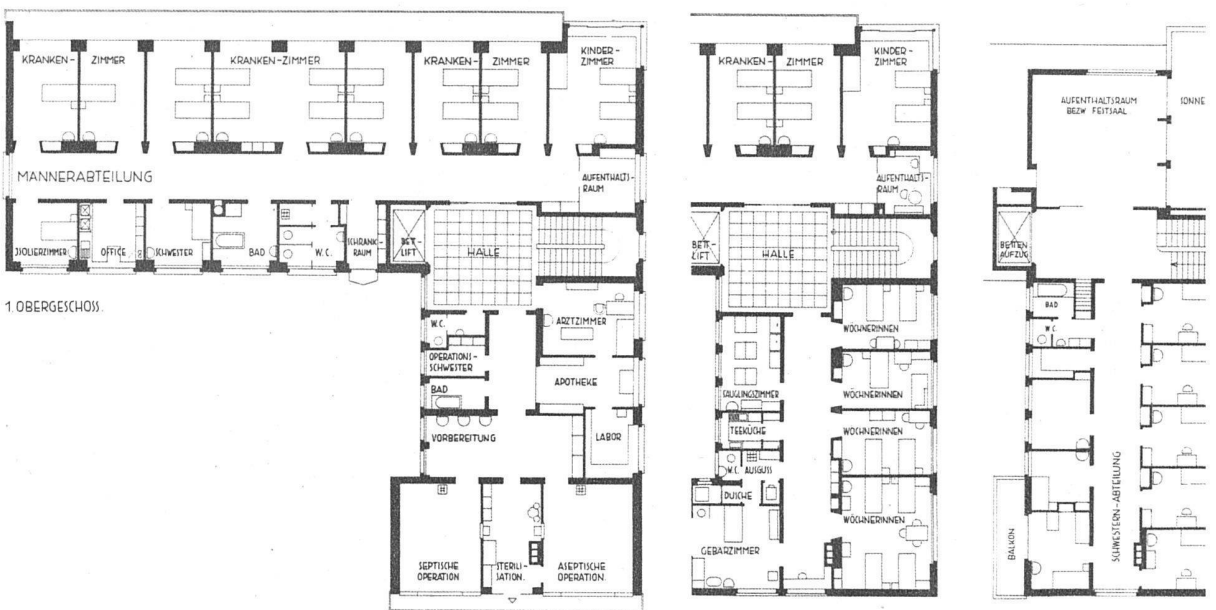 KRANKEN-
ZIMMER
KRANKEN-ZIMMER
KRANKEN-
ZIMMER
KINDER-
ZIMMER
MANNERABTEILUNG
AUFENTHALTS-
RAUM
ISOLIERZIMMER
OFFICE
SCHWESTER
BAD
W.C.
SCHRANK-
RAUM
BETT-
LIFT
HALLE
1. OBERGESCHOSS.
W.C.
ARZTZIMMER
OPERATIONS-
SCHWESTER
APOTHEKE
BAD
VORBEREITUNG
LABOR
SEPTISCHE
OPERATION
STERILI-
SATION.
ASEPTISCHE
OPERATION.
KRANKEN-
ZIMMER
KINDER-
ZIMMER
AUFENTHALTS-
RAUM
BETT-
LIFT
HALLE
WÖCHNERINNEN
SÄUGLINGSZIMMER
WÖCHNERINNEN
TEEKÜCHE
WÖCHNERINNEN
W.C.
AUSGUSS
DUSCHE
WÖCHNERINNEN
GEBÄRZIMMER
AUFENTHALTSRAUM
BEZW. FESTSAAL
SONNE
BETTEN
AUFZUG
BAD
W.C.
SCHWESTERN-ABTEILUNG
BALKON